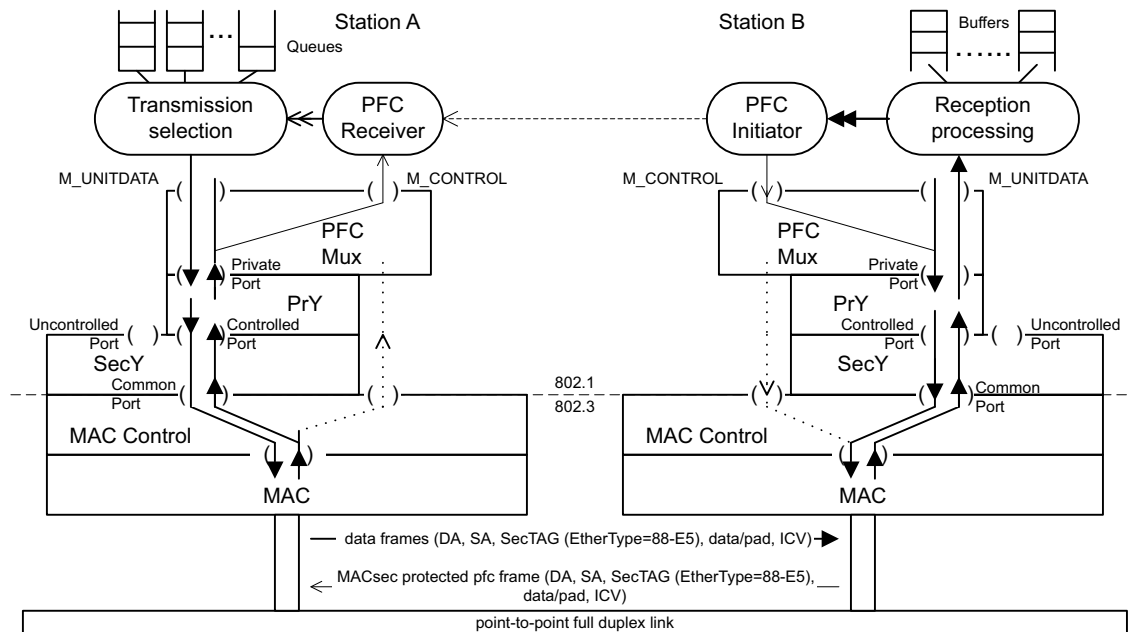 Station A
Station B
Queues
Buffers
Transmission
selection
PFC
Receiver
PFC
Initiator
Reception
processing
M_UNITDATA
M_CONTROL
M_CONTROL
M_UNITDATA
PFC
Mux
PFC
Mux
Private
Port
Private
Port
PrY
PrY
Uncontrolled
Port
Controlled
Port
Controlled
Port
Uncontrolled
Port
SecY
SecY
Common
Port
802.1
802.3
Common
Port
MAC Control
MAC Control
MAC
MAC
data frames (DA, SA, SecTAG (EtherType=88-E5), data/pad, ICV)
MACsec protected pfc frame (DA, SA, SecTAG (EtherType=88-E5),
data/pad, ICV)
point-to-point full duplex link